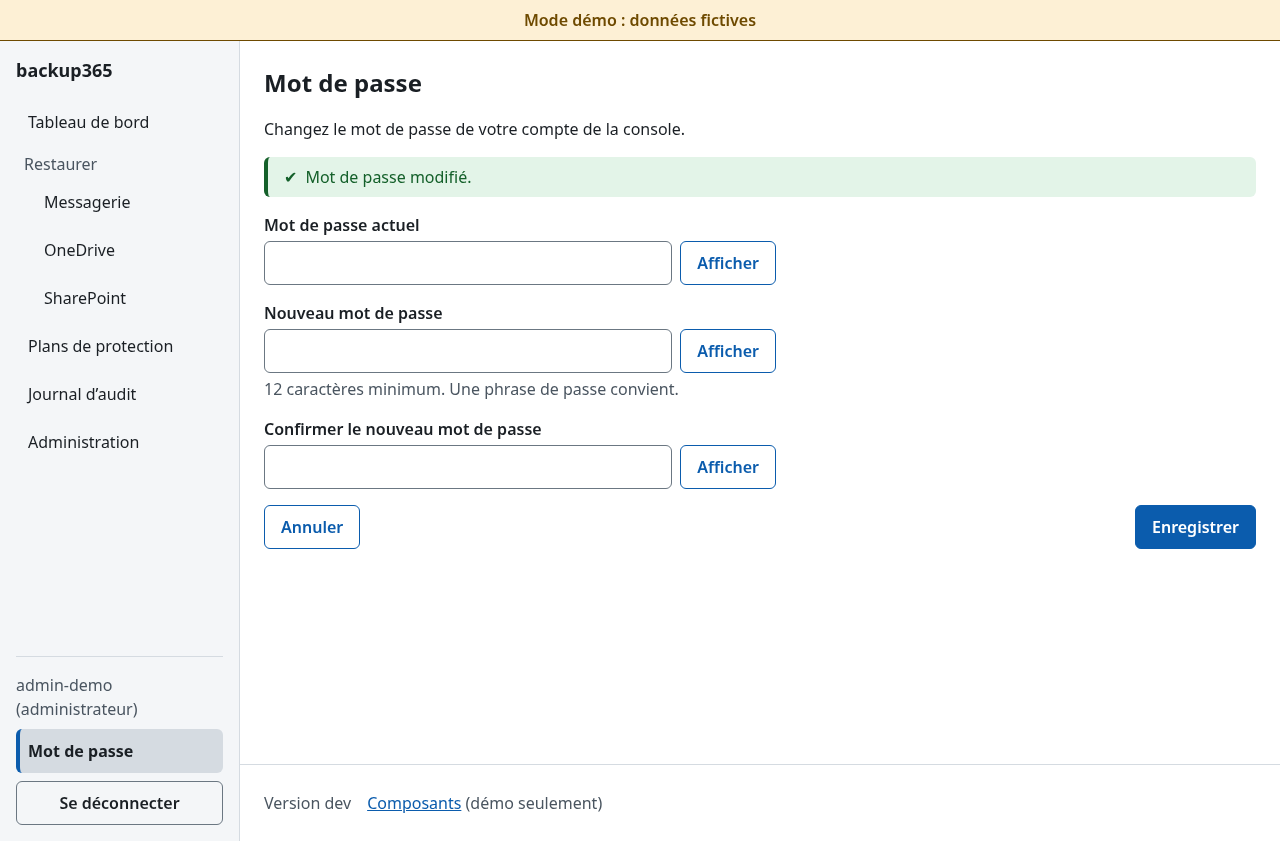 Mode démo : données fictives
backup365
Tableau de bord
Restaurer
Messagerie
OneDrive
SharePoint
Plans de protection
Journal d’audit
Administration
admin-demo
(administrateur)
Mot de passe
Se déconnecter
Mot de passe
Changez le mot de passe de votre compte de la console.
✔ Mot de passe modifié.
Mot de passe actuel
Afficher
Nouveau mot de passe
Afficher
12 caractères minimum. Une phrase de passe convient.
Confirmer le nouveau mot de passe
Afficher
Annuler
Enregistrer
Version dev Composants (démo seulement)